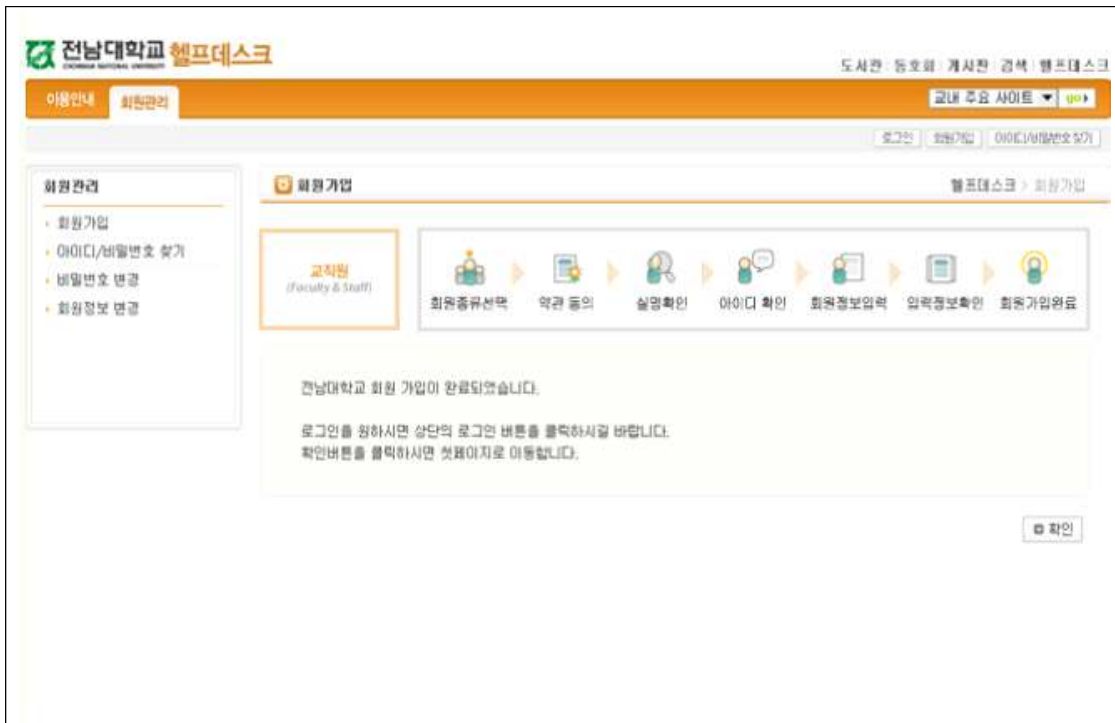 전남대학교 헬프데스크
CHONNAM NATIONAL UNIVERSITY
도서관 동호회 게시판 검색 헬프데스크
이용안내 회원관리
교내 주요 사이트 go
로그인 회원가입 아이디/비밀번호 찾기
회원관리
회원가입
아이디/비밀번호 찾기
비밀번호 변경
회원정보 변경
회원가입
헬프데스크 > 회원가입
교직원
(Faculty & Staff)
회원종류선택 약관 동의 실명확인 아이디 확인 회원정보입력 입력정보확인 회원가입완료
전남대학교 회원 가입이 완료되었습니다.
로그인을 원하시면 상단의 로그인 버튼을 클릭하시길 바랍니다.
확인버튼을 클릭하시면 첫페이지로 이동합니다.
확인